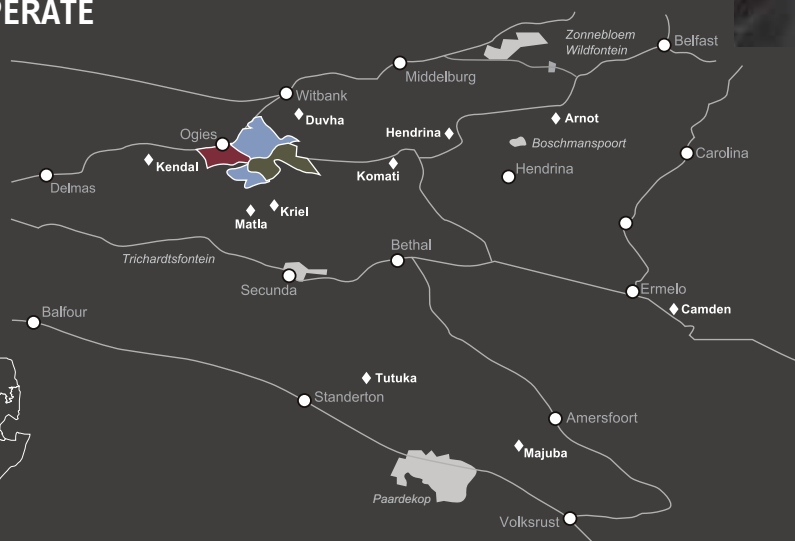 PERATE
Zonnebloem
Wildfontein
Belfast
Middelburg
Witbank
Duvha
Arnot
Ogies
Hendrina
Boschmanspoort
Carolina
Kendal
Komati
Hendrina
Delmas
Kriel
Matla
Bethal
Trichardtsfontein
Secunda
Ermelo
Camden
Balfour
Tutuka
Standerton
Amersfoort
Majuba
Paardekop
Volksrust